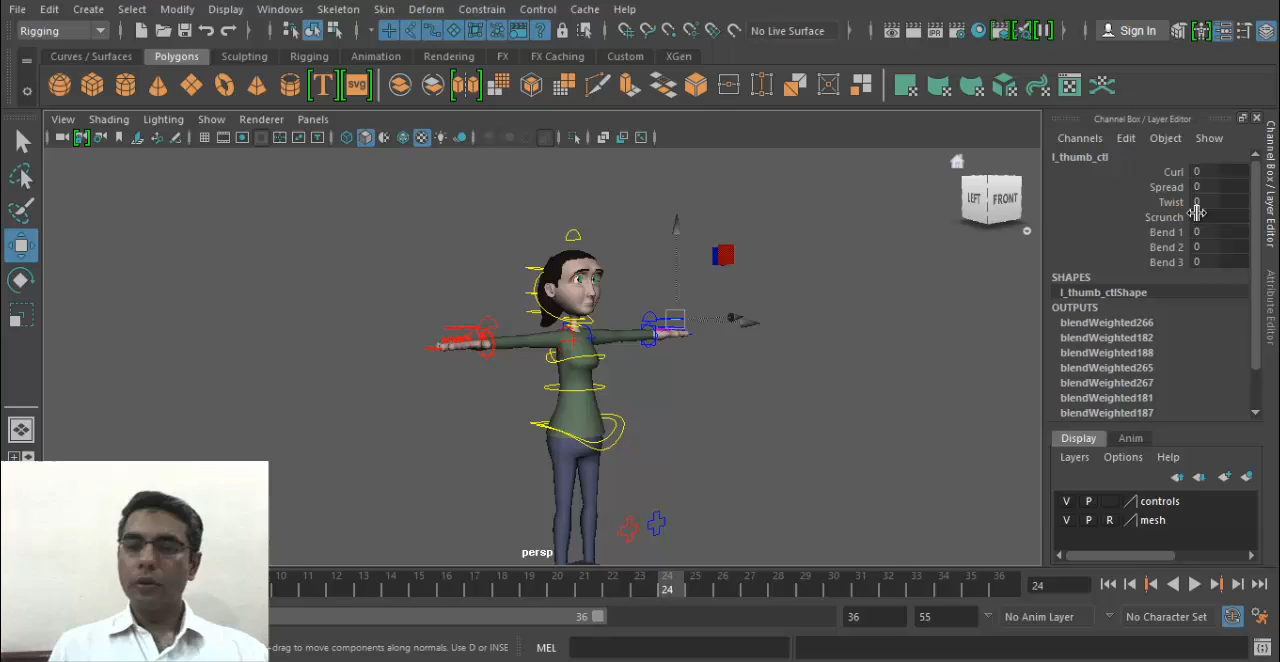 File Edit Create Select Modify Display Windows Skeleton Skin Deform Constrain Control Cache Help
Rigging No Live Surface Sign In
Curves / Surfaces Polygons Sculpting Rigging Animation Rendering FX FX Caching Custom XGen
T svg
View Shading Lighting Show Renderer Panels
Channel Box / Layer Editor
Channels Edit Object Show
l_thumb_ctl
Curl 0
Spread 0
Twist 0
Scrunch
Bend 1 0
Bend 2 0
Bend 3 0
SHAPES
l_thumb_ctlShape
OUTPUTS
blendWeighted266
blendWeighted182
blendWeighted188
blendWeighted265
blendWeighted267
blendWeighted181
blendWeighted187
Channel Box / Layer Editor
Attribute Editor
LEFT FRONT
Display Anim
Layers Options Help
V P controls
V P R mesh
persp
10 11 12 13 14 15 16 17 18 19 20 21 22 23 24 25 26 27 28 29 30 31 32 33 34 35 36
24
24
36 36 55 No Anim Layer No Character Set
-drag to move components along normals. Use D or INSE MEL